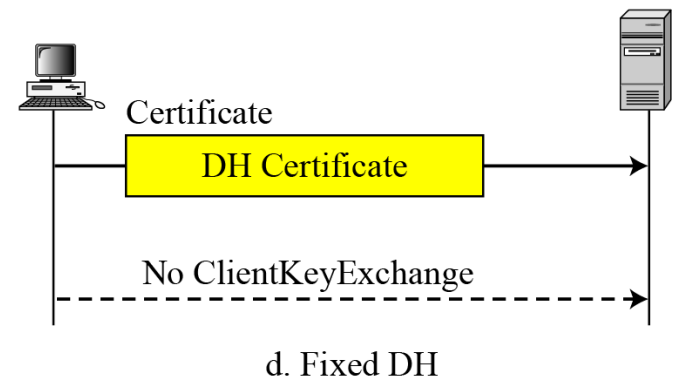 Certificate
DH Certificate
No ClientKeyExchange
d. Fixed DH